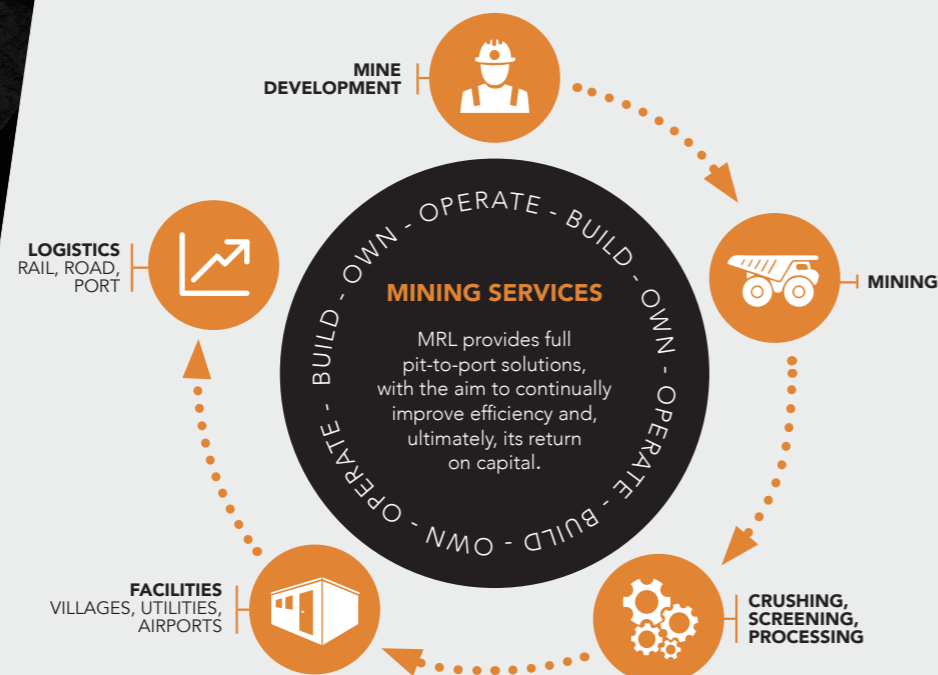 MINE
DEVELOPMENT
MINING
CRUSHING,
SCREENING,
PROCESSING
FACILITIES
VILLAGES, UTILITIES,
AIRPORTS
LOGISTICS
RAIL, ROAD,
PORT
BUILD - OWN - OPERATE - BUILD - OWN - OPERATE - BUILD - OWN - OPERATE -
MINING SERVICES
MRL provides full
pit-to-port solutions,
with the aim to continually
improve efficiency and,
ultimately, its return
on capital.